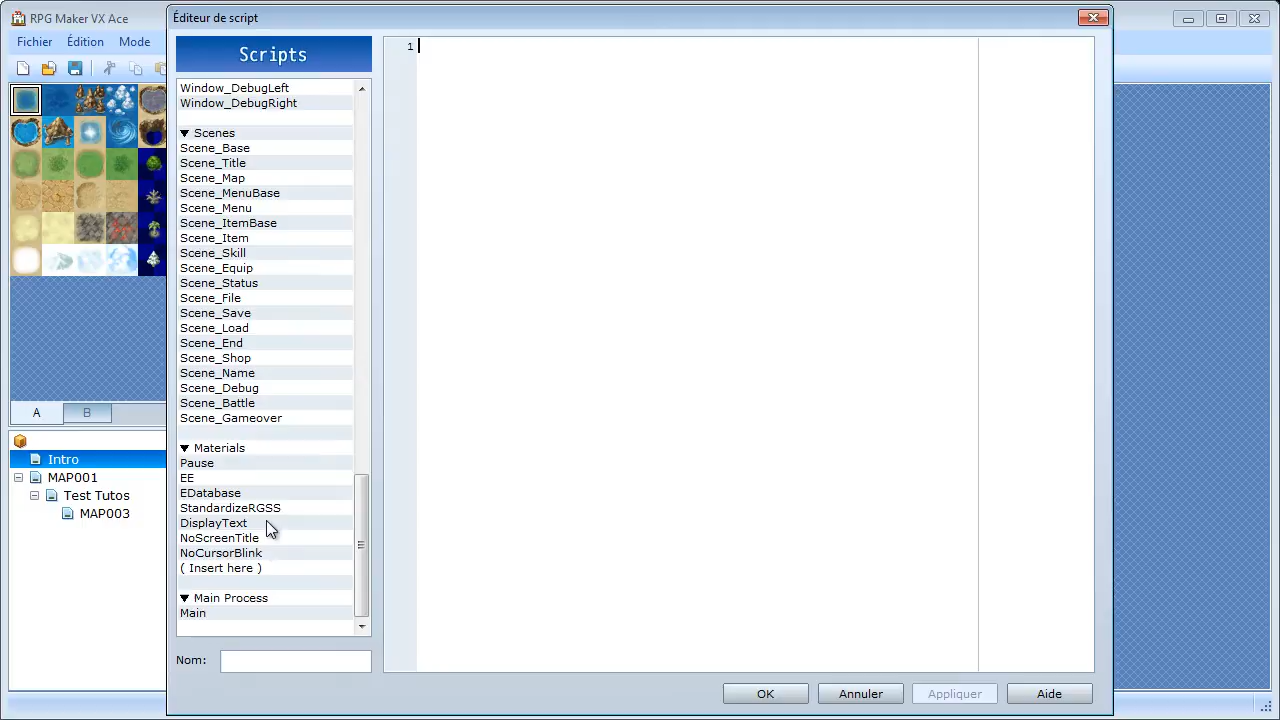 RPG Maker VX Ace
Éditeur de script
Fichier
Édition
Mode
Scripts
1
Window_DebugLeft
Window_DebugRight
Scenes
Scene_Base
Scene_Title
Scene_Map
Scene_MenuBase
Scene_Menu
Scene_ItemBase
Scene_Item
Scene_Skill
Scene_Equip
Scene_Status
Scene_File
Scene_Save
Scene_Load
Scene_End
Scene_Shop
Scene_Name
Scene_Debug
Scene_Battle
Scene_Gameover
Materials
Pause
EE
EDatabase
StandardizeRGSS
DisplayText
NoScreenTitle
NoCursorBlink
( Insert here )
Main Process
Main
Nom:
A
B
Intro
MAP001
Test Tutos
MAP003
OK
Annuler
Appliquer
Aide